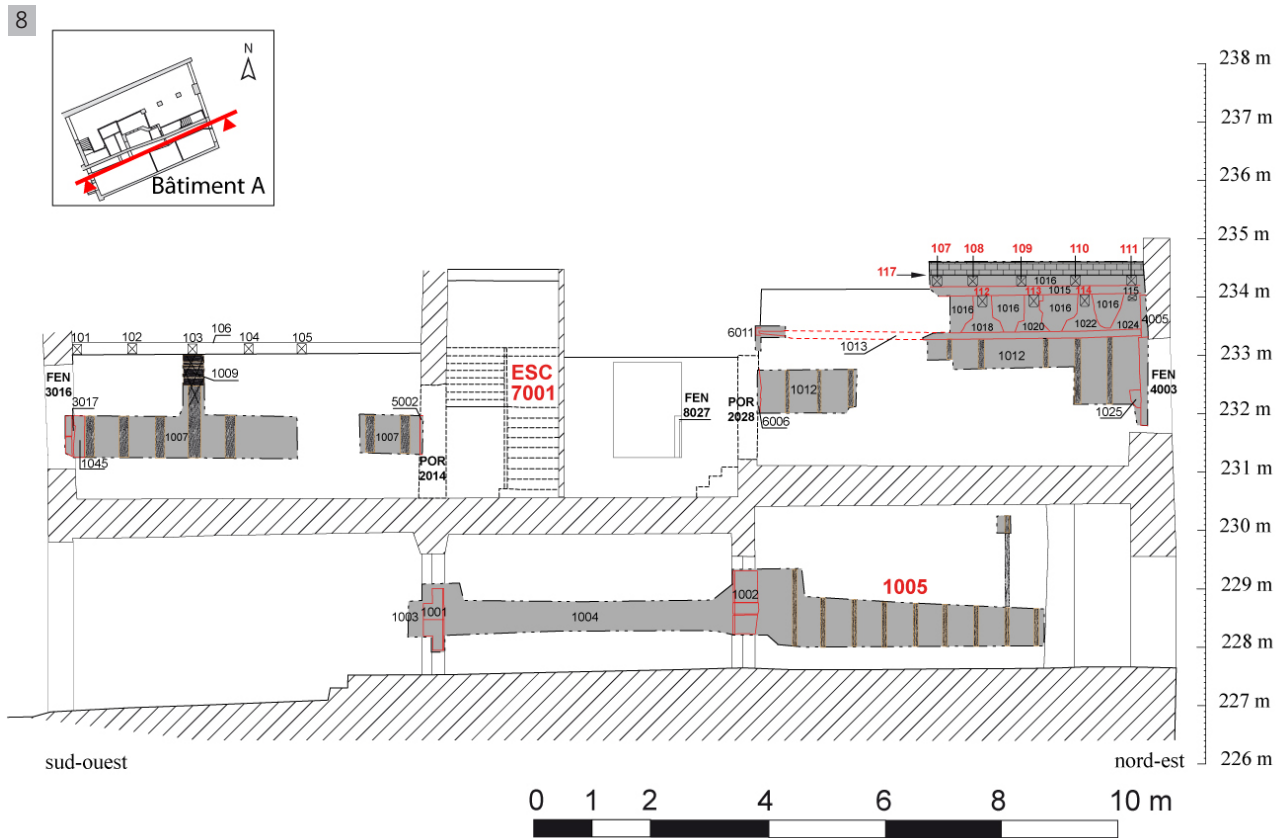 8
N
Bâtiment A
238 m
237 m
236 m
235 m
234 m
233 m
232 m
231 m
230 m
229 m
228 m
227 m
226 m
107 108 109 110 111
117
1016
1015
112 113 114 115
1016 1016 1016 1016
1018 1020 1022 1024 4005
6011
1013
1012
FEN
4003
1025
101 102 103 104 105
106
1009
FEN
3016
3017
1007
1045
5002
1007
POR
2014
ESC
7001
FEN
8027
POR
2028
1012
6006
1003
1001
1004
1002
1005
sud-ouest
nord-est
0 1 2 4 6 8 10 m